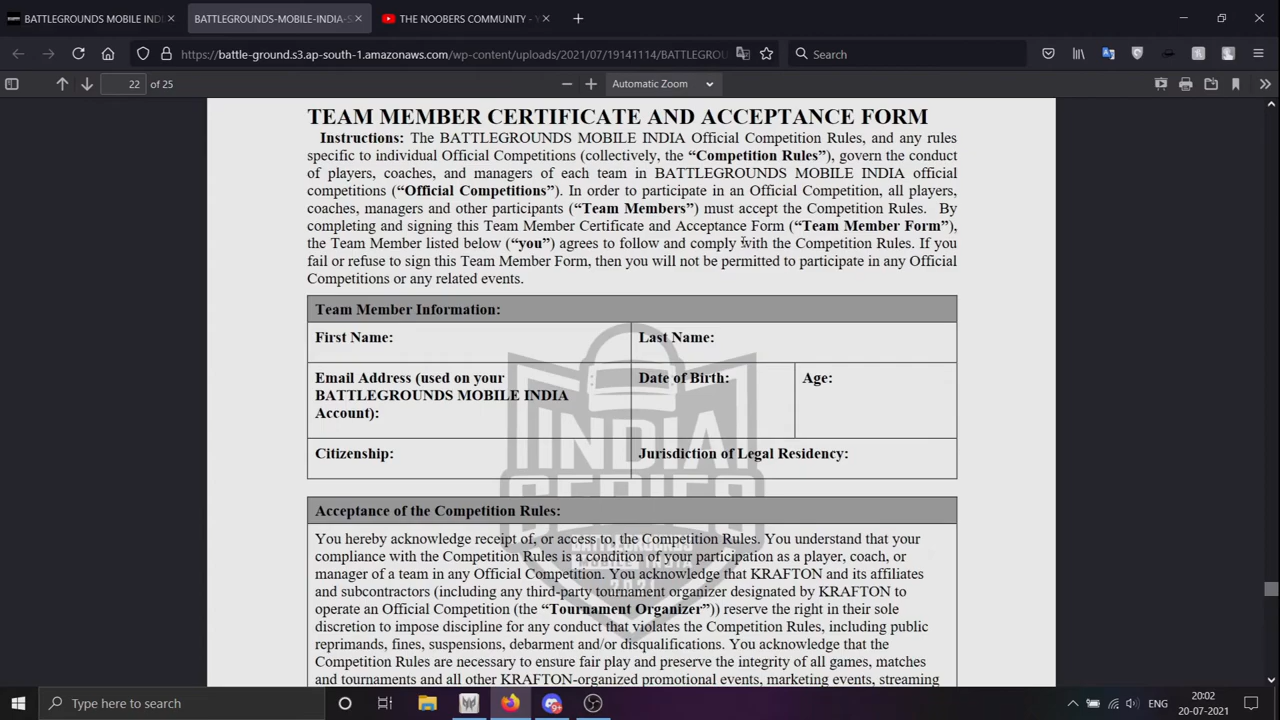 BATTLEGROUNDS MOBILE IND
BATTLEGROUNDS-MOBILE-INDIA-S
THE NOOBERS COMMUNITY - Y
https://battle-ground.s3.ap-south-1.amazonaws.com/wp-content/uploads/2021/07/19141114/BATTLEGROU
Search
22 of 25
Automatic Zoom
TEAM MEMBER CERTIFICATE AND ACCEPTANCE FORM
Instructions: The BATTLEGROUNDS MOBILE INDIA Official Competition Rules, and any rules
specific to individual Official Competitions (collectively, the “Competition Rules”), govern the conduct
of players, coaches, and managers of each team in BATTLEGROUNDS MOBILE INDIA official
competitions (“Official Competitions”). In order to participate in an Official Competition, all players,
coaches, managers and other participants (“Team Members”) must accept the Competition Rules. By
completing and signing this Team Member Certificate and Acceptance Form (“Team Member Form”),
the Team Member listed below (“you”) agrees to follow and comply with the Competition Rules. If you
fail or refuse to sign this Team Member Form, then you will not be permitted to participate in any Official
Competitions or any related events.
Team Member Information:
First Name:
Last Name:
Email Address (used on your
BATTLEGROUNDS MOBILE INDIA
Account):
Date of Birth:
Age:
Citizenship:
Jurisdiction of Legal Residency:
INDIA
SERIES
BATTLEGROUNDS
MOBILE INDIA
2021
Acceptance of the Competition Rules:
You hereby acknowledge receipt of, or access to, the Competition Rules. You understand that your
compliance with the Competition Rules is a condition of your participation as a player, coach, or
manager of a team in any Official Competition. You acknowledge that KRAFTON and its affiliates
and subcontractors (including any third-party tournament organizer designated by KRAFTON to
operate an Official Competition (the “Tournament Organizer”)) reserve the right in their sole
discretion to impose discipline for any conduct that violates the Competition Rules, including public
reprimands, fines, suspensions, debarment and/or disqualifications. You acknowledge that the
Competition Rules are necessary to ensure fair play and preserve the integrity of all games, matches
and tournaments and all other KRAFTON-organized promotional events, marketing events, streaming
Type here to search
ENG
20:02
20-07-2021